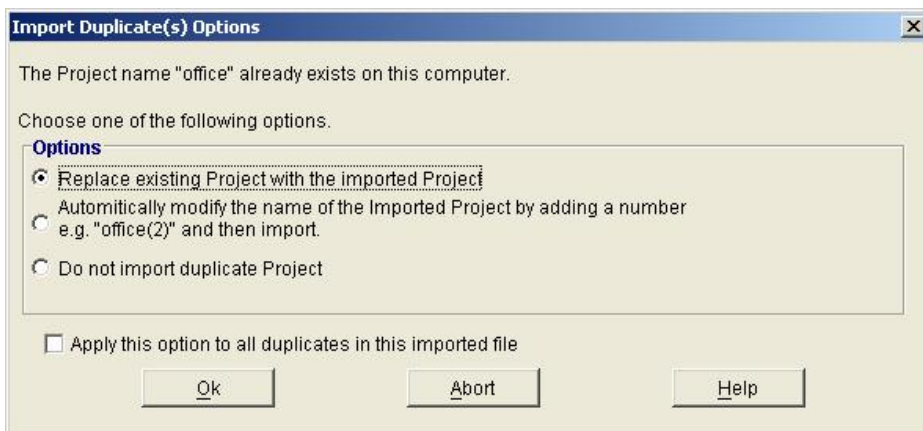 Import Duplicate(s) Options
The Project name "office" already exists on this computer.
Choose one of the following options.
Options
Replace existing Project with the imported Project
Automitically modify the name of the Imported Project by adding a number
e.g. "office(2)" and then import.
Do not import duplicate Project
Apply this option to all duplicates in this imported file
Ok Abort Help